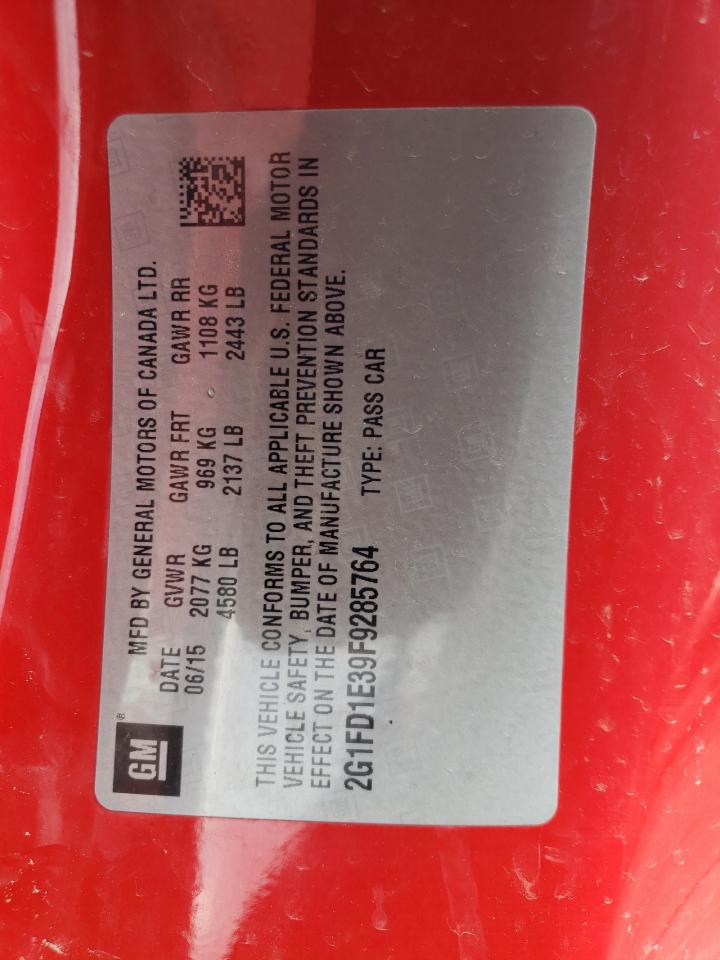 GM®
MFD BY GENERAL MOTORS OF CANADA LTD.
DATE GVWR GAWR FRT GAWR RR
06/15 2077 KG 969 KG 1108 KG
4580 LB 2137 LB 2443 LB
THIS VEHICLE CONFORMS TO ALL APPLICABLE U.S. FEDERAL MOTOR
VEHICLE SAFETY, BUMPER, AND THEFT PREVENTION STANDARDS IN
EFFECT ON THE DATE OF MANUFACTURE SHOWN ABOVE.
2G1FD1E39F9285764 TYPE: PASS CAR